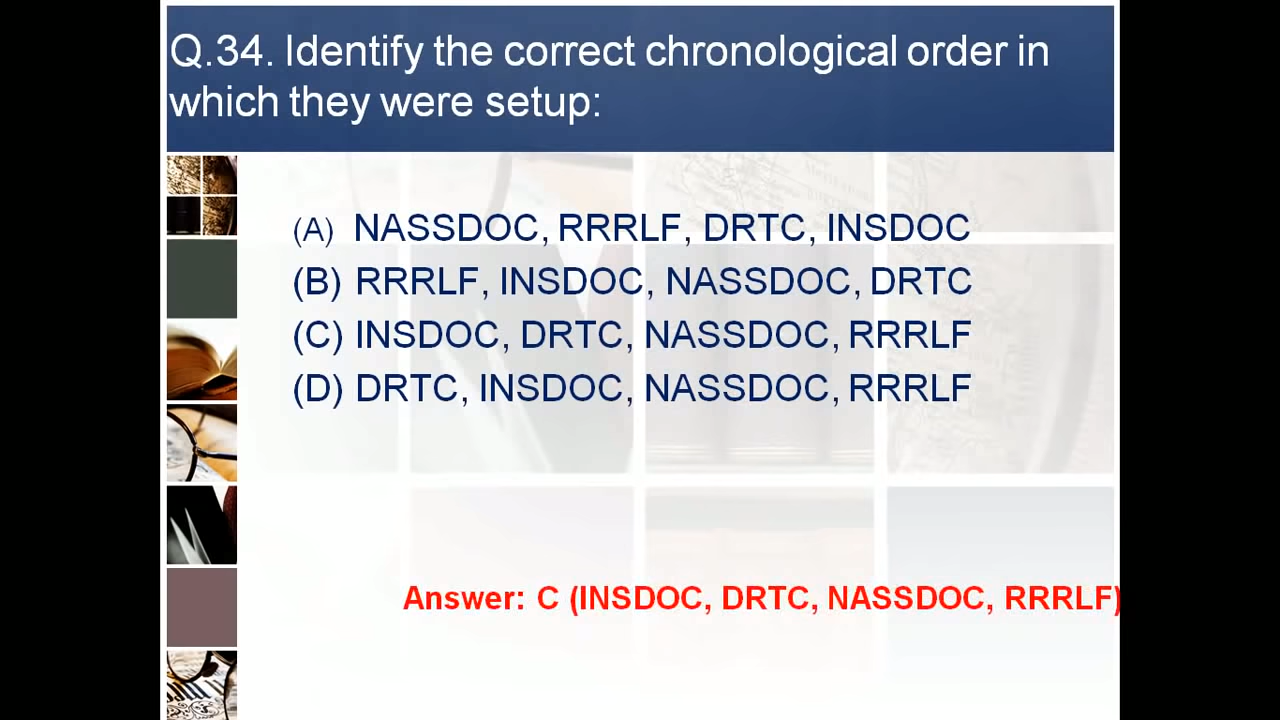 Q.34. Identify the correct chronological order in
which they were setup:
(A) NASSDOC, RRRLF, DRTC, INSDOC
(B) RRRLF, INSDOC, NASSDOC, DRTC
(C) INSDOC, DRTC, NASSDOC, RRRLF
(D) DRTC, INSDOC, NASSDOC, RRRLF
Answer: C (INSDOC, DRTC, NASSDOC, RRRLF)